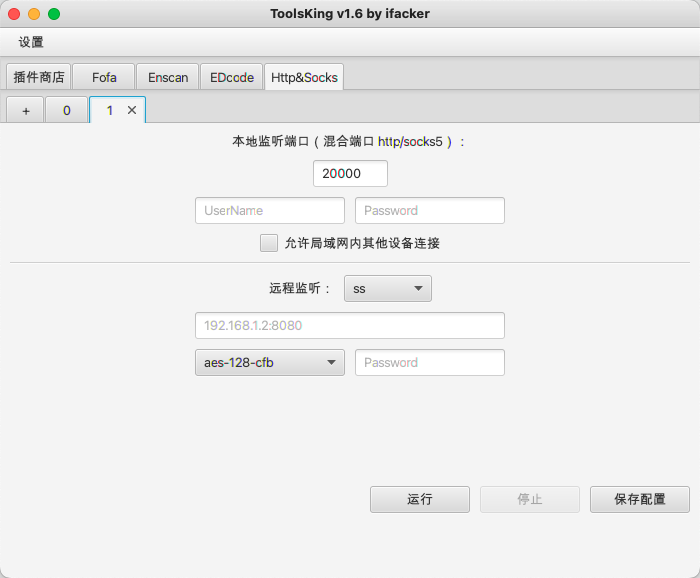 ToolsKing v1.6 by ifacker
设置
插件商店 Fofa Enscan EDcode Http&Socks
+ 0 1 ×
本地监听端口（混合端口 http/socks5）：
20000
UserName Password
允许局域网内其他设备连接
远程监听： ss
192.168.1.2:8080
aes-128-cfb Password
运行 停止 保存配置